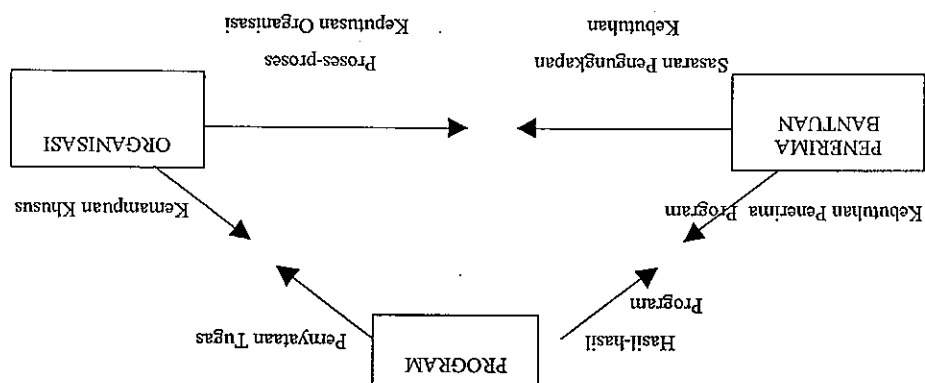 PROGRAM
Hasil-hasil
Program
Pernyataan Tugas
Kebutuhan Penerima Program
Kemampuan Khusus
PENERIMA
BANTUAN
ORGANISASI
Sasaran Pengungkapan
Kebutuhan
Proses-proses
Keputusan Organisasi